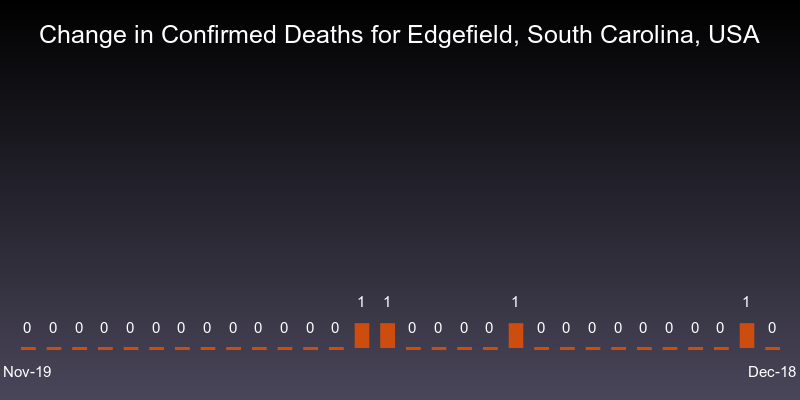 Change in Confirmed Deaths for Edgefield, South Carolina, USA
1 1 1 1
0 0 0 0 0 0 0 0 0 0 0 0 0 0 0 0 0 0 0 0 0 0 0 0 0 0
Nov-19 Dec-18